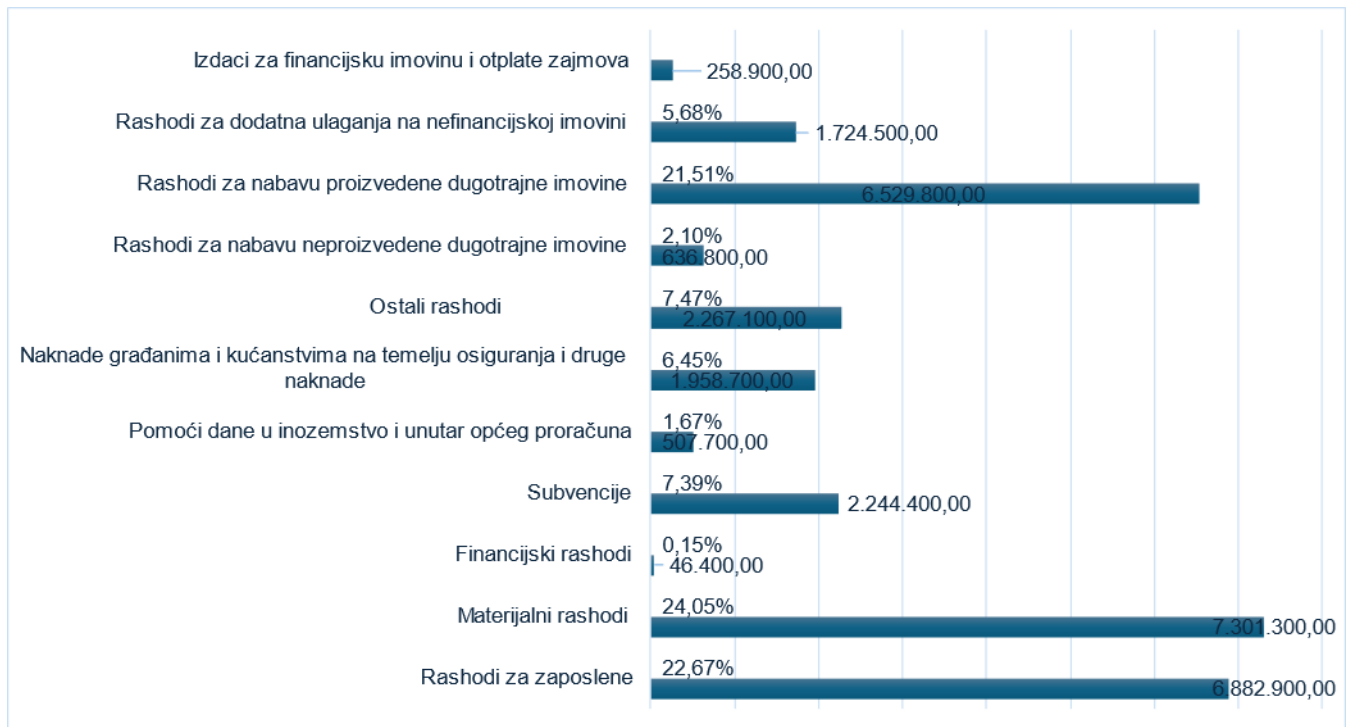 Izdaci za financijsku imovinu i otplate zajmova
258.900,00
5,68%
Rashodi za dodatna ulaganja na nefinancijskoj imovini
1.724.500,00
21,51%
Rashodi za nabavu proizvedene dugotrajne imovine
6.529.800,00
2,10%
Rashodi za nabavu neproizvedene dugotrajne imovine
636.800,00
7,47%
Ostali rashodi
2.267.100,00
Naknade građanima i kućanstvima na temelju osiguranja i druge
naknade
6,45%
1.958.700,00
1,67%
Pomoći dane u inozemstvo i unutar općeg proračuna
507.700,00
7,39%
Subvencije
2.244.400,00
0,15%
Financijski rashodi
46.400,00
24,05%
Materijalni rashodi
7.301.300,00
22,67%
Rashodi za zaposlene
6.882.900,00